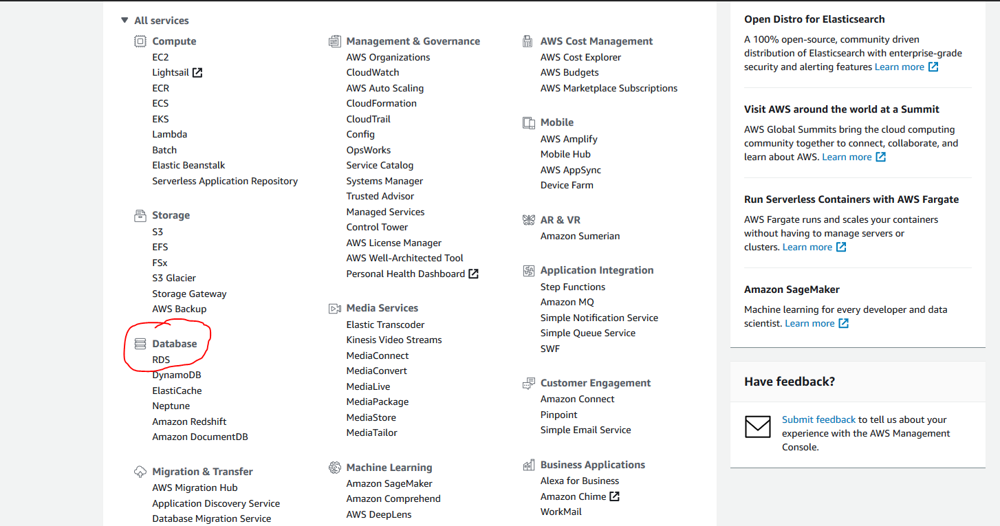 All services
Compute
EC2
Lightsail
ECR
ECS
EKS
Lambda
Batch
Elastic Beanstalk
Serverless Application Repository
Storage
S3
EFS
FSx
S3 Glacier
Storage Gateway
AWS Backup
Database
RDS
DynamoDB
ElastiCache
Neptune
Amazon Redshift
Amazon DocumentDB
Migration & Transfer
AWS Migration Hub
Application Discovery Service
Database Migration Service
Management & Governance
AWS Organizations
CloudWatch
AWS Auto Scaling
CloudFormation
CloudTrail
Config
OpsWorks
Service Catalog
Systems Manager
Trusted Advisor
Managed Services
Control Tower
AWS License Manager
AWS Well-Architected Tool
Personal Health Dashboard
Media Services
Elastic Transcoder
Kinesis Video Streams
MediaConnect
MediaConvert
MediaLive
MediaPackage
MediaStore
MediaTailor
Machine Learning
Amazon SageMaker
Amazon Comprehend
AWS DeepLens
AWS Cost Management
AWS Cost Explorer
AWS Budgets
AWS Marketplace Subscriptions
Mobile
AWS Amplify
Mobile Hub
AWS AppSync
Device Farm
AR & VR
Amazon Sumerian
Application Integration
Step Functions
Amazon MQ
Simple Notification Service
Simple Queue Service
SWF
Customer Engagement
Amazon Connect
Pinpoint
Simple Email Service
Business Applications
Alexa for Business
Amazon Chime
WorkMail
Open Distro for Elasticsearch
A 100% open-source, community driven
distribution of Elasticsearch with enterprise-grade
security and alerting features Learn more
Visit AWS around the world at a Summit
AWS Global Summits bring the cloud computing
community together to connect, collaborate, and
learn about AWS. Learn more
Run Serverless Containers with AWS Fargate
AWS Fargate runs and scales your containers
without having to manage servers or
clusters. Learn more
Amazon SageMaker
Machine learning for every developer and data
scientist. Learn more
Have feedback?
Submit feedback to tell us about your
experience with the AWS Management
Console.